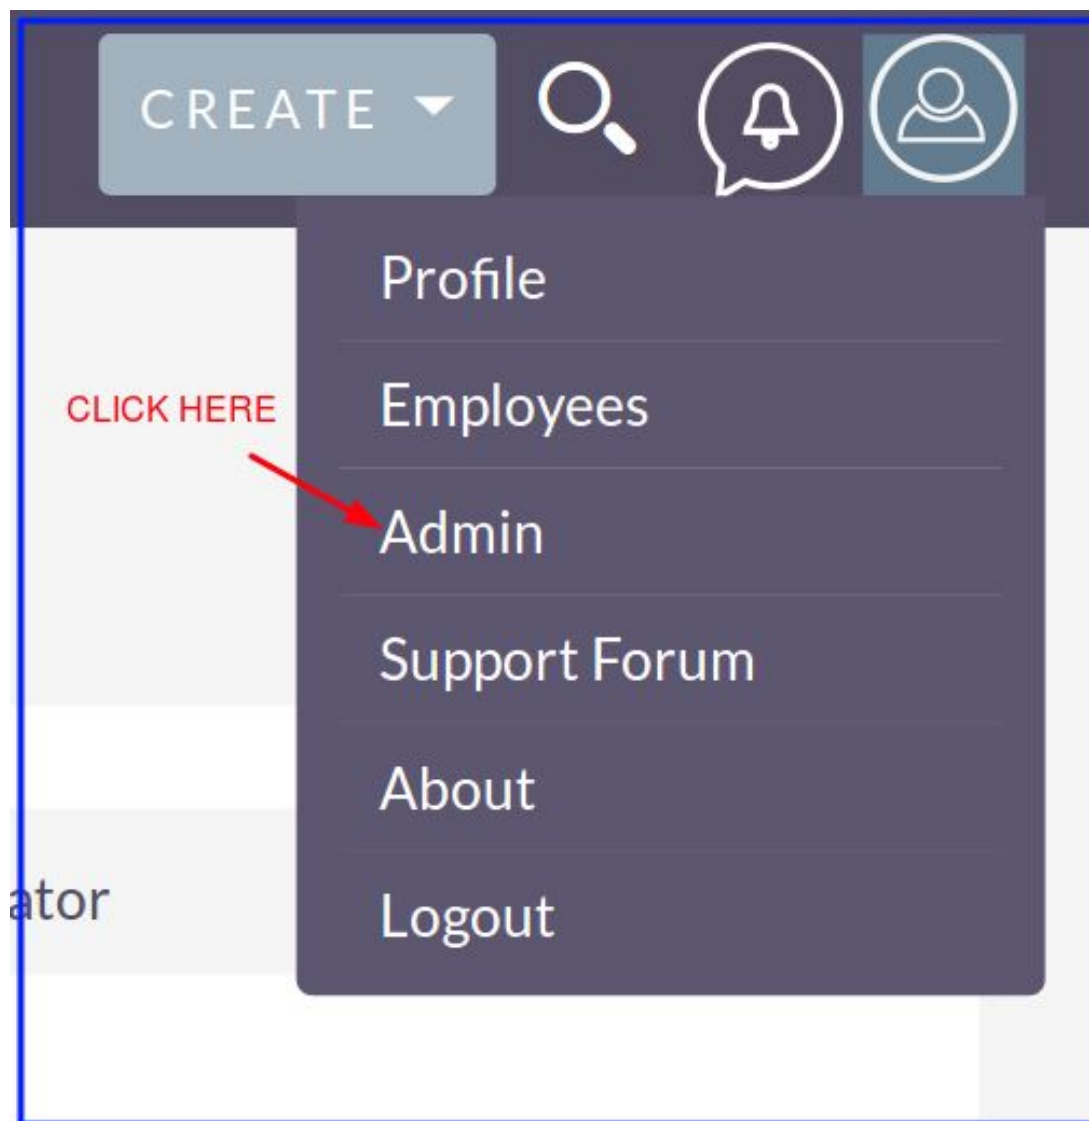 CREATE
Profile
CLICK HERE
Employees
Admin
Support Forum
About
ator
Logout